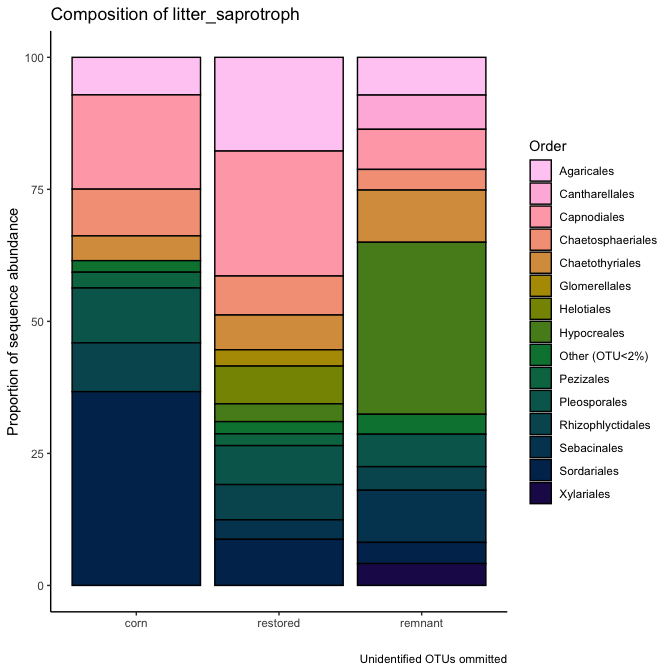 Composition of litter_saprotroph
Proportion of sequence abundance
100
75
50
25
0
corn
restored
remnant
Order
Agaricales
Cantharellales
Capnodiales
Chaetosphaeriales
Chaetothyriales
Glomerellales
Helotiales
Hypocreales
Other (OTU<2%)
Pezizales
Pleosporales
Rhizophlyctidales
Sebacinales
Sordariales
Xylariales
Unidentified OTUs ommitted